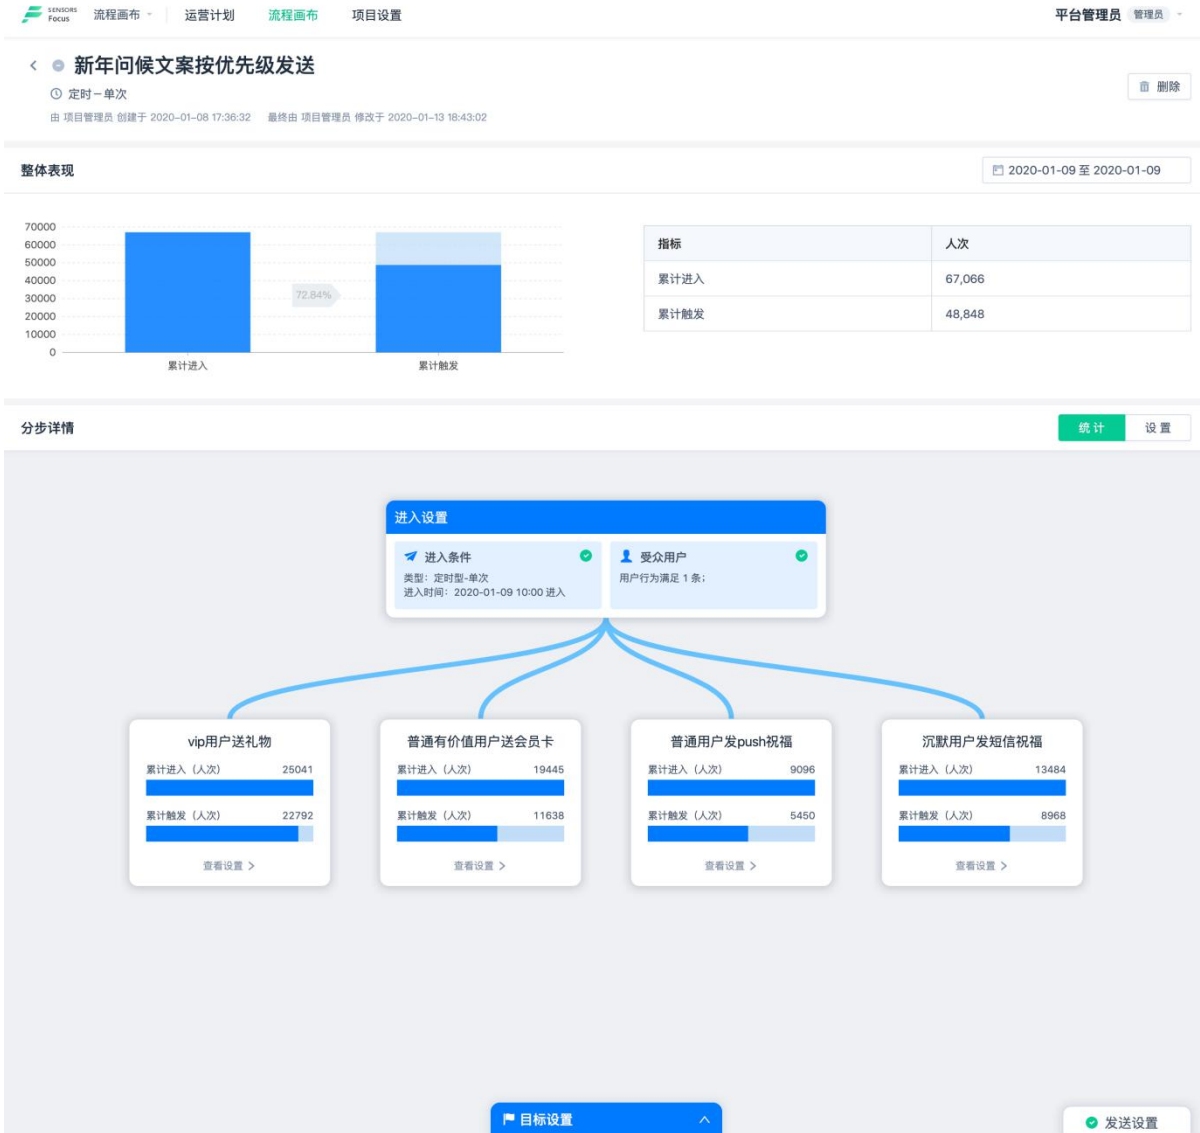 SENSORS Focus 流程画布 运营计划 流程画布 项目设置 平台管理员 管理员
新年问候文案按优先级发送
定时-单次
删除
由 项目管理员 创建于 2020-01-08 17:36:32 最终由 项目管理员 修改于 2020-01-13 18:43:02
整体表现
2020-01-09 至 2020-01-09
70000
60000
50000
40000
30000
20000
10000
0
72.84%
累计进入 累计触发
指标 人次
累计进入 67,066
累计触发 48,848
分步详情
统计 设置
进入设置
进入条件
类型：定时型-单次
进入时间：2020-01-09 10:00 进入
受众用户
用户行为满足 1 条；
vip用户送礼物
累计进入（人次） 25041
累计触发（人次） 22792
查看设置 >
普通有价值用户送会员卡
累计进入（人次） 19445
累计触发（人次） 11638
查看设置 >
普通用户发push祝福
累计进入（人次） 9096
累计触发（人次） 5450
查看设置 >
沉默用户发短信祝福
累计进入（人次） 13484
累计触发（人次） 8968
查看设置 >
目标设置
发送设置